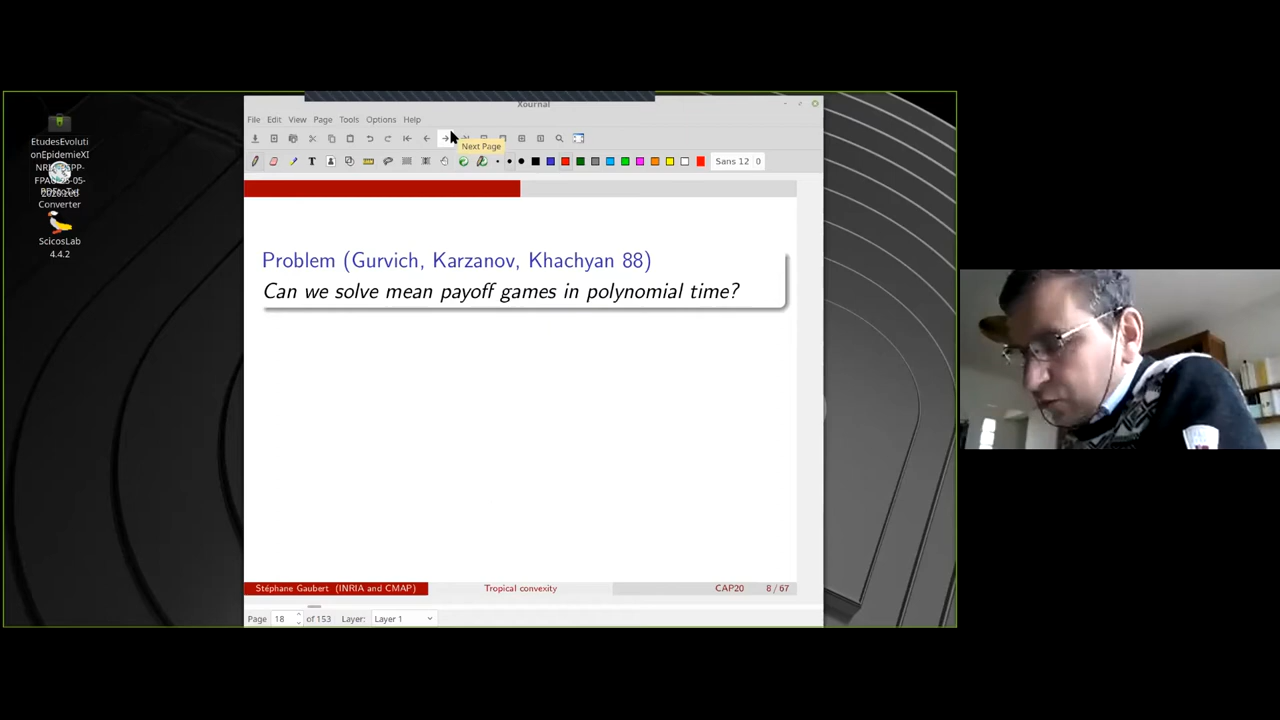 Xournal
File Edit View Page Tools Options Help
Next Page
Sans 12
EtudesEvoluti
onEpidemieXI
Converter
ScicosLab
4.4.2
Problem (Gurvich, Karzanov, Khachyan 88)
Can we solve mean payoff games in polynomial time?
Stéphane Gaubert (INRIA and CMAP) Tropical convexity CAP20 8 / 67
Page 18 of 153 Layer: Layer 1